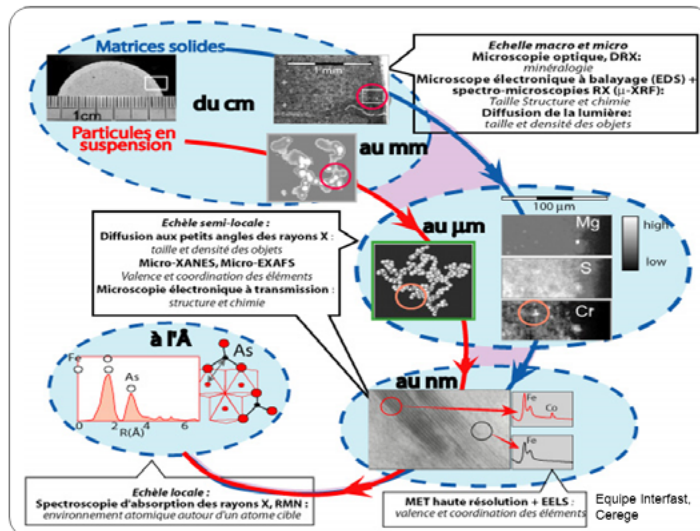 Matrices solides
1 mm
1cm
du cm
Particules en
suspension
au mm
Echelle macro et micro
Microscopie optique, DRX:
minéralogie
Microscope électronique à balayage (EDS) +
spectro-microscopies RX (µ-XRF):
Taille Structure et chimie
Diffusion de la lumière:
taille et densité des objets
Echèle semi-locale :
Diffusion aux petits angles des rayons X :
taille et densité des objets
Micro-XANES, Micro-EXAFS
Valence et coordination des éléments
Microscopie électronique à transmission :
structure et chimie
au µm
100 µm
Mg
S
Cr
high
low
à l'Å
Fe
O
As
As
0 2 4 6
R(Å)
au nm
Fe
Co
Fe
Echèle locale :
Spectroscopie d'absorption des rayons X, RMN :
environnement atomique autour d'un atome cible
MET haute résolution + EELS :
valence et coordination des éléments
Equipe Interfast,
Cerege